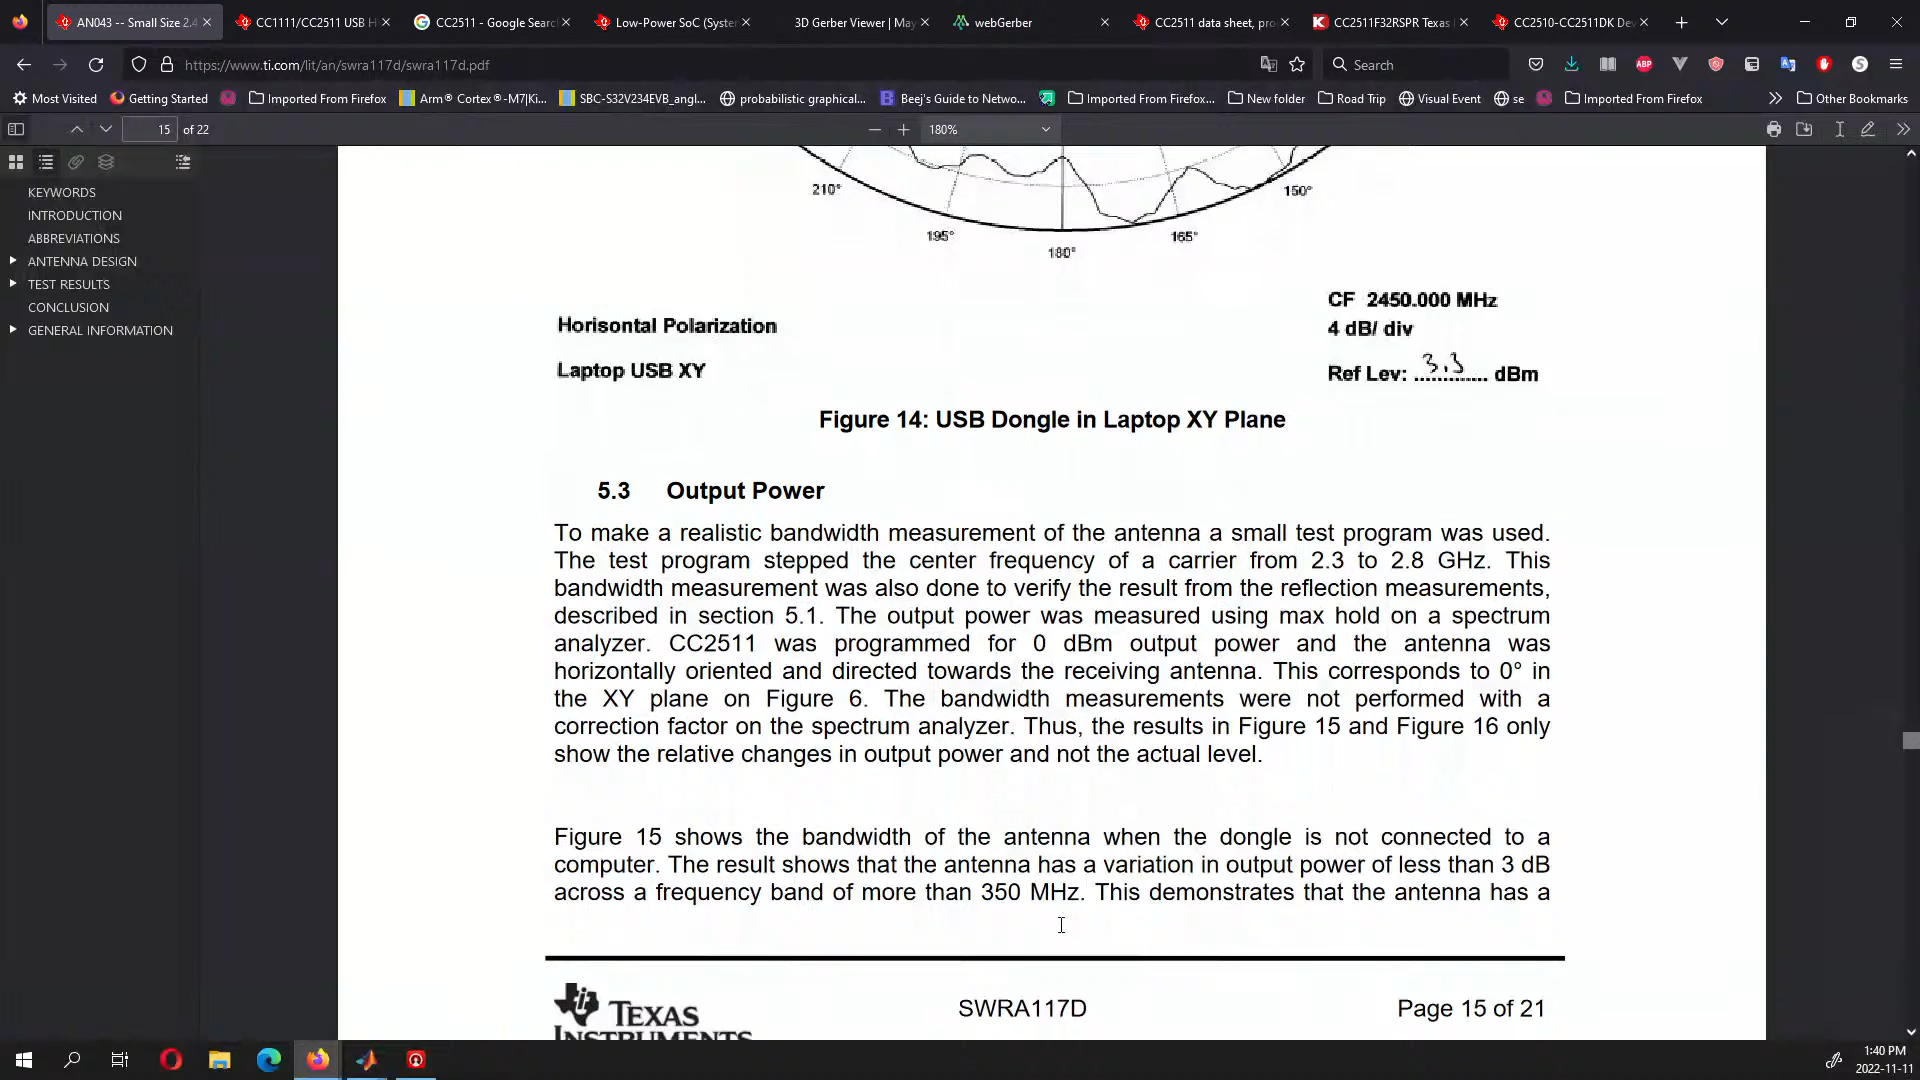 AN043 -- Small Size 2.4
CC1111/CC2511 USB H
CC2511 - Google Searc
Low-Power SoC (Syster
3D Gerber Viewer | May
webGerber
CC2511 data sheet, pro
CC2511F32RSPR Texas
CC2510-CC2511DK Dev
https://www.ti.com/lit/an/swra117d/swra117d.pdf
Search
Most Visited
Getting Started
Imported From Firefox
Arm® Cortex®-M7|Ki...
SBC-S32V234EVB_angl...
probabilistic graphical...
Beej's Guide to Netwo...
Imported From Firefox...
New folder
Road Trip
Visual Event
se
Imported From Firefox
Other Bookmarks
15 of 22
180%
KEYWORDS
INTRODUCTION
ABBREVIATIONS
ANTENNA DESIGN
TEST RESULTS
CONCLUSION
GENERAL INFORMATION
210°
150°
195°
165°
180°
CF 2450.000 MHz
Horisontal Polarization
4 dB/ div
Laptop USB XY
Ref Lev: 3.3 dBm
Figure 14: USB Dongle in Laptop XY Plane
5.3 Output Power
To make a realistic bandwidth measurement of the antenna a small test program was used.
The test program stepped the center frequency of a carrier from 2.3 to 2.8 GHz. This
bandwidth measurement was also done to verify the result from the reflection measurements,
described in section 5.1. The output power was measured using max hold on a spectrum
analyzer. CC2511 was programmed for 0 dBm output power and the antenna was
horizontally oriented and directed towards the receiving antenna. This corresponds to 0° in
the XY plane on Figure 6. The bandwidth measurements were not performed with a
correction factor on the spectrum analyzer. Thus, the results in Figure 15 and Figure 16 only
show the relative changes in output power and not the actual level.
Figure 15 shows the bandwidth of the antenna when the dongle is not connected to a
computer. The result shows that the antenna has a variation in output power of less than 3 dB
across a frequency band of more than 350 MHz. This demonstrates that the antenna has a
TEXAS
INSTRUMENTS
SWRA117D
Page 15 of 21
1:40 PM
2022-11-11